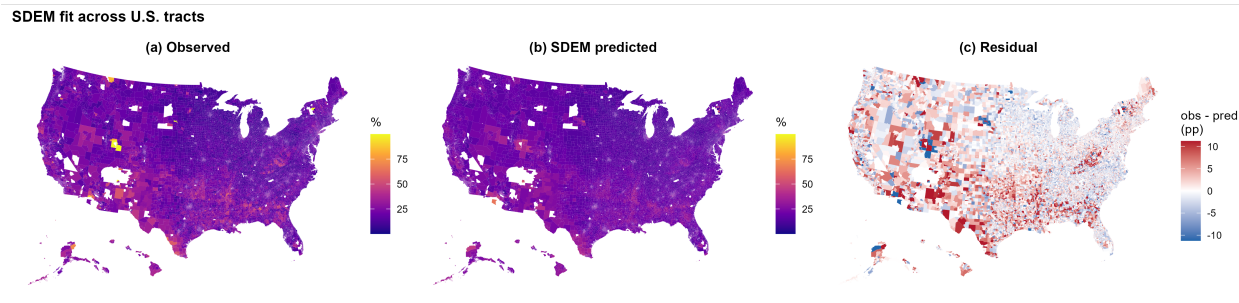 SDEM fit across U.S. tracts
(a) Observed
(b) SDEM predicted
(c) Residual
%
75
50
25
%
75
50
25
obs - pred
(pp)
10
5
0
-5
-10